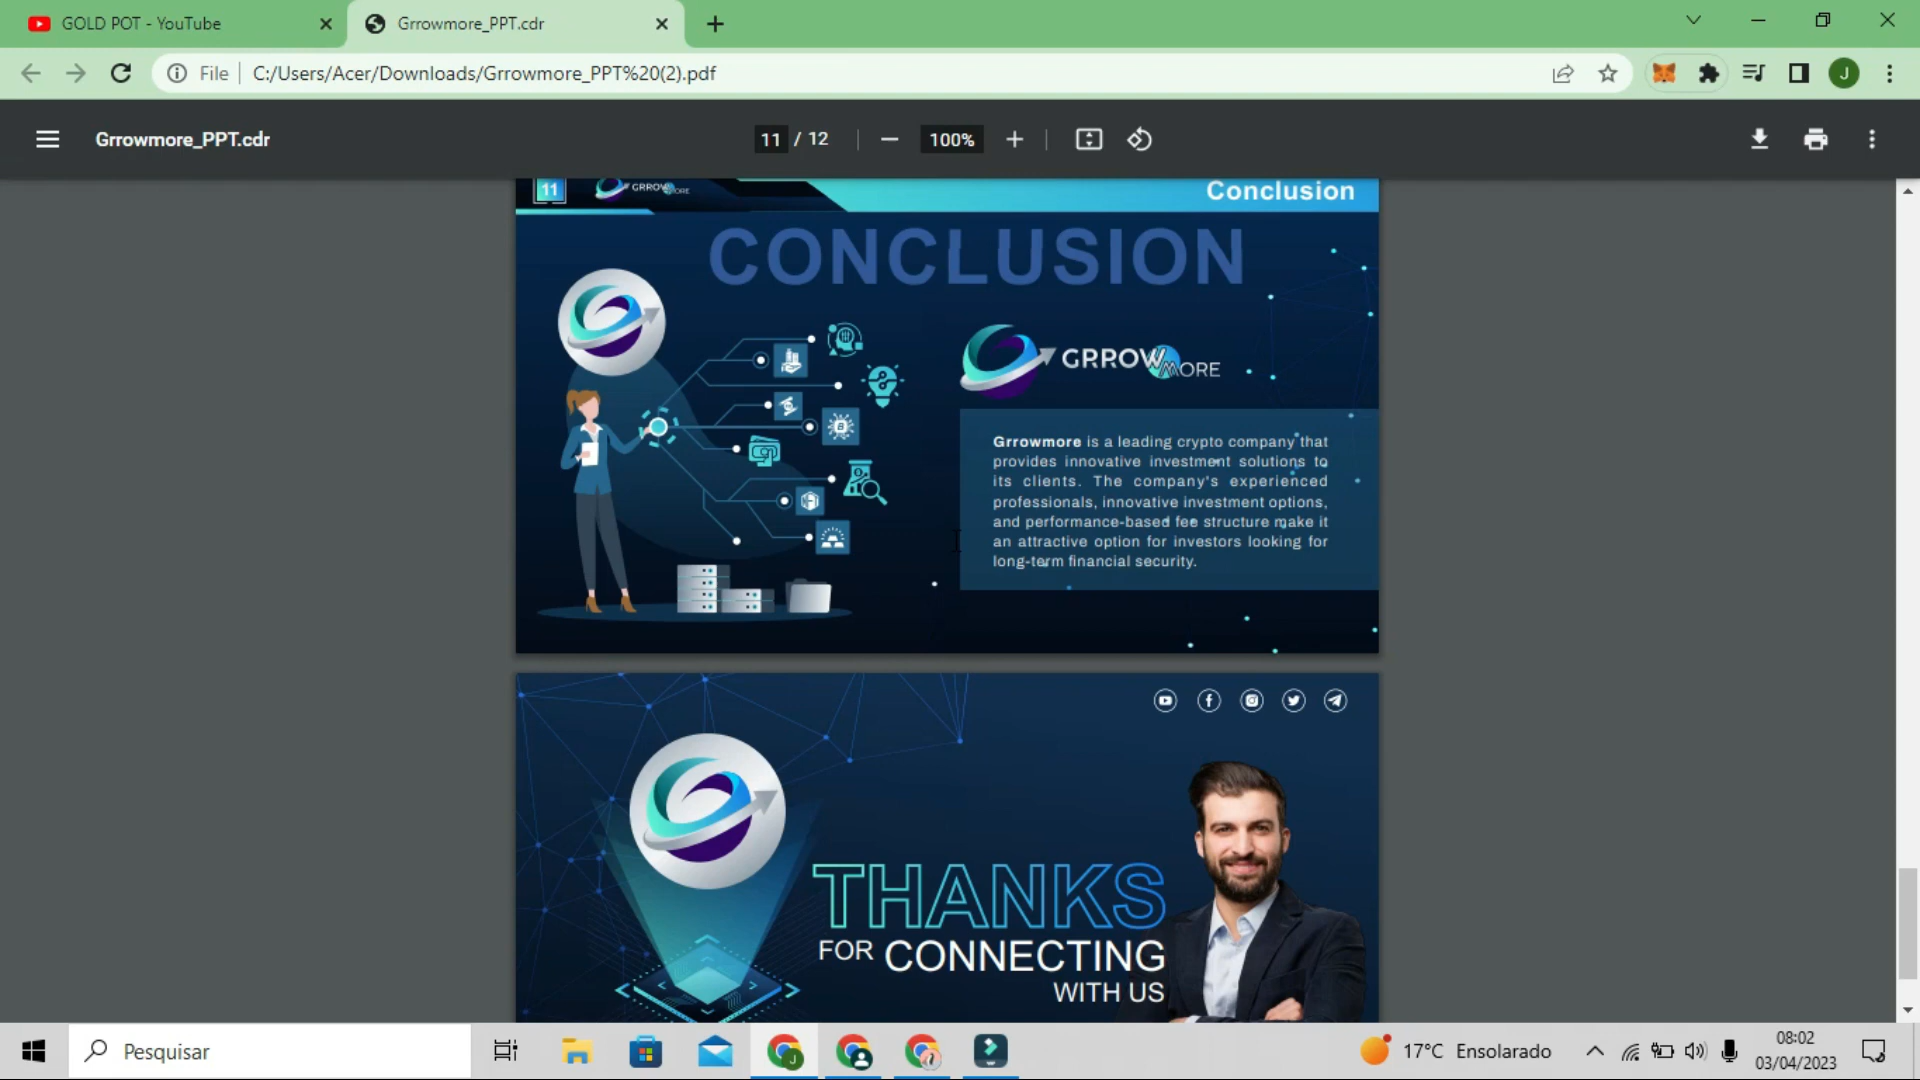 GOLD POT - YouTube
Grrowmore_PPT.cdr
File
C:/Users/Acer/Downloads/Grrowmore_PPT%20(2).pdf
J
Grrowmore_PPT.cdr
11 / 12
100%
11
GRROWMORE
Conclusion
CONCLUSION
GRROWMORE
Grrowmore is a leading crypto company that
provides innovative investment solutions to
its clients. The company's experienced
professionals, innovative investment options,
and performance-based fee structure make it
an attractive option for investors looking for
long-term financial security.
THANKS
FOR CONNECTING
WITH US
Pesquisar
17°C Ensolarado
08:02
03/04/2023